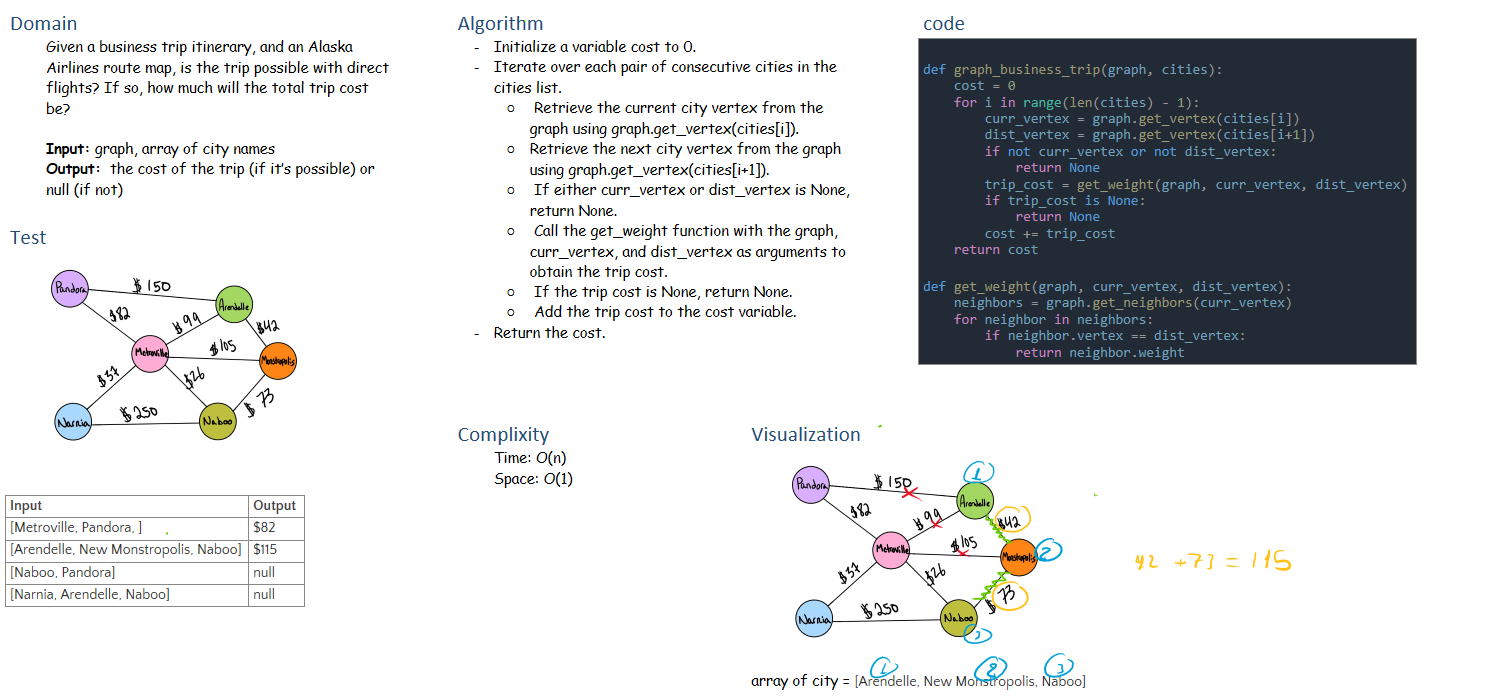 Domain
Given a business trip itinerary, and an Alaska
Airlines route map, is the trip possible with direct
flights? If so, how much will the total trip cost
be?
Input: graph, array of city names
Output: the cost of the trip (if it's possible) or
null (if not)
Test
Pandora
$150
Arendelle
$82
$99
$42
Metroville
$105
Monstropolis
$37
$26
$73
Narnia
$250
Naboo
Input Output
[Metroville, Pandora, ] $82
[Arendelle, New Monstropolis, Naboo] $115
[Naboo, Pandora] null
[Narnia, Arendelle, Naboo] null
Algorithm
- Initialize a variable cost to 0.
- Iterate over each pair of consecutive cities in the
cities list.
o Retrieve the current city vertex from the
graph using graph.get_vertex(cities[i]).
o Retrieve the next city vertex from the graph
using graph.get_vertex(cities[i+1]).
o If either curr_vertex or dist_vertex is None,
return None.
o Call the get_weight function with the graph,
curr_vertex, and dist_vertex as arguments to
obtain the trip cost.
o If the trip cost is None, return None.
o Add the trip cost to the cost variable.
- Return the cost.
code
def graph_business_trip(graph, cities):
cost = 0
for i in range(len(cities) - 1):
curr_vertex = graph.get_vertex(cities[i])
dist_vertex = graph.get_vertex(cities[i+1])
if not curr_vertex or not dist_vertex:
return None
trip_cost = get_weight(graph, curr_vertex, dist_vertex)
if trip_cost is None:
return None
cost += trip_cost
return cost
def get_weight(graph, curr_vertex, dist_vertex):
neighbors = graph.get_neighbors(curr_vertex)
for neighbor in neighbors:
if neighbor.vertex == dist_vertex:
return neighbor.weight
Complixity
Time: O(n)
Space: O(1)
Visualization
1
Pandora
$150
Arendelle
$82
$99
$42
Metroville
$105
Monstropolis
2
$37
$26
$73
Narnia
$250
Naboo
3
42 +73 = 115
1 2 3
array of city = [Arendelle, New Monstropolis, Naboo]